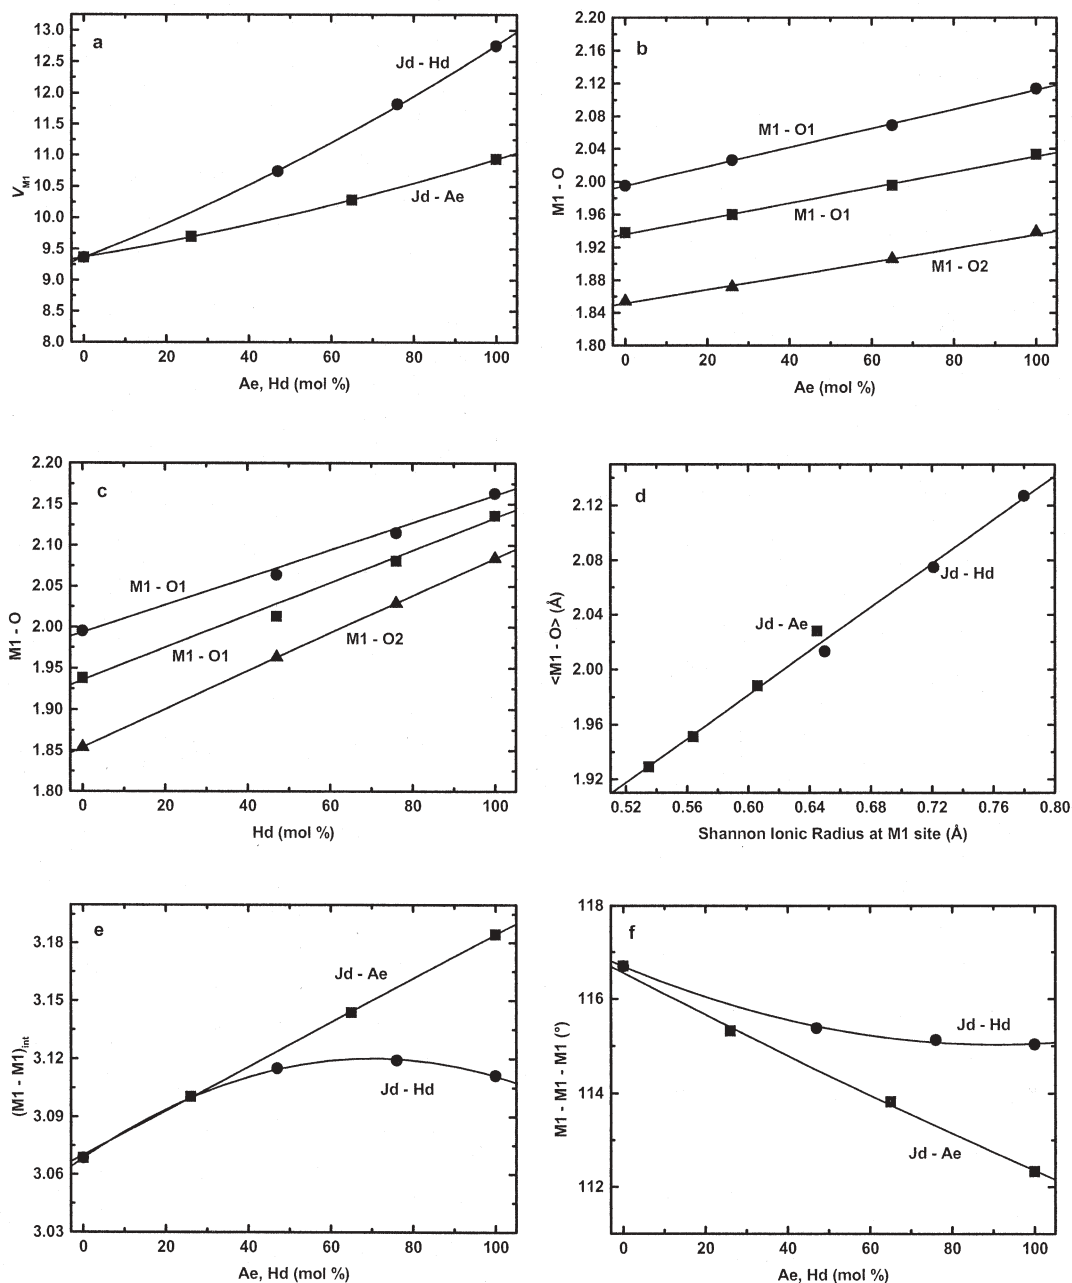 a
13.0
12.5
12.0
11.5
11.0
10.5
10.0
9.5
9.0
8.5
8.0
V M1
Jd - Hd
Jd - Ae
0 20 40 60 80 100
Ae, Hd (mol %)
b
2.20
2.16
2.12
2.08
2.04
2.00
1.96
1.92
1.88
1.84
1.80
M1 - O
M1 - O1
M1 - O1
M1 - O2
0 20 40 60 80 100
Ae (mol %)
c
2.20
2.15
2.10
2.05
2.00
1.95
1.90
1.85
1.80
M1 - O
M1 - O1
M1 - O1
M1 - O2
0 20 40 60 80 100
Hd (mol %)
d
2.12
2.08
2.04
2.00
1.96
1.92
<M1 - O> (Å)
Jd - Hd
Jd - Ae
0.52 0.56 0.60 0.64 0.68 0.72 0.76 0.80
Shannon Ionic Radius at M1 site (Å)
e
3.18
3.15
3.12
3.09
3.06
3.03
(M1 - M1)int
Jd - Ae
Jd - Hd
0 20 40 60 80 100
Ae, Hd (mol %)
f
118
116
114
112
M1 - M1 - M1 (°)
Jd - Hd
Jd - Ae
0 20 40 60 80 100
Ae, Hd (mol %)